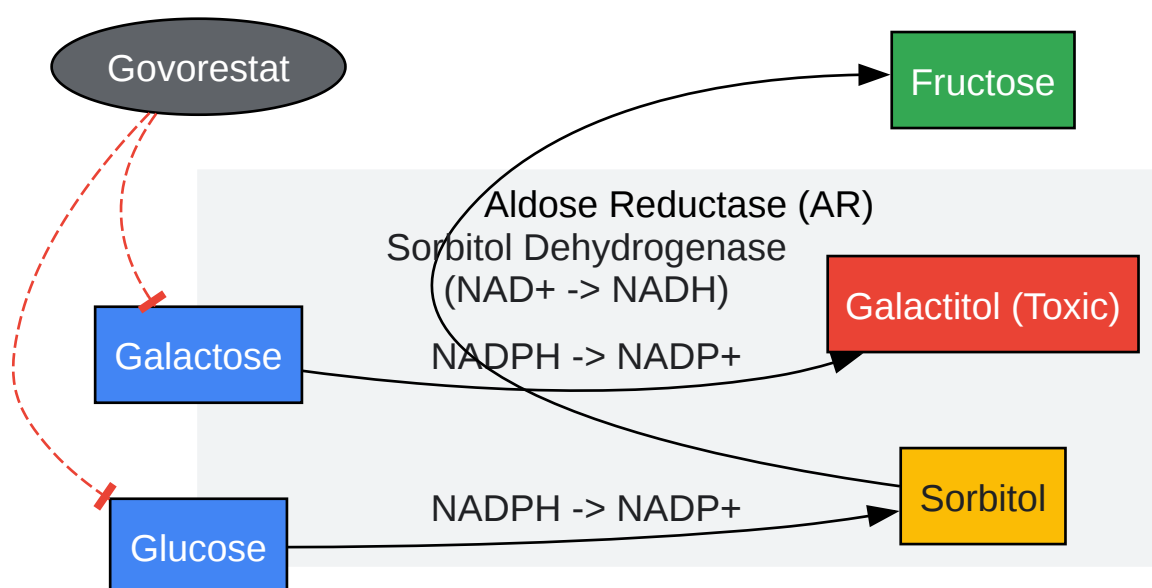 Govorestat
Fructose
Aldose Reductase (AR)
Sorbitol Dehydrogenase
(NAD+ -> NADH)
Galactitol (Toxic)
Galactose
NADPH -> NADP+
Sorbitol
NADPH -> NADP+
Glucose